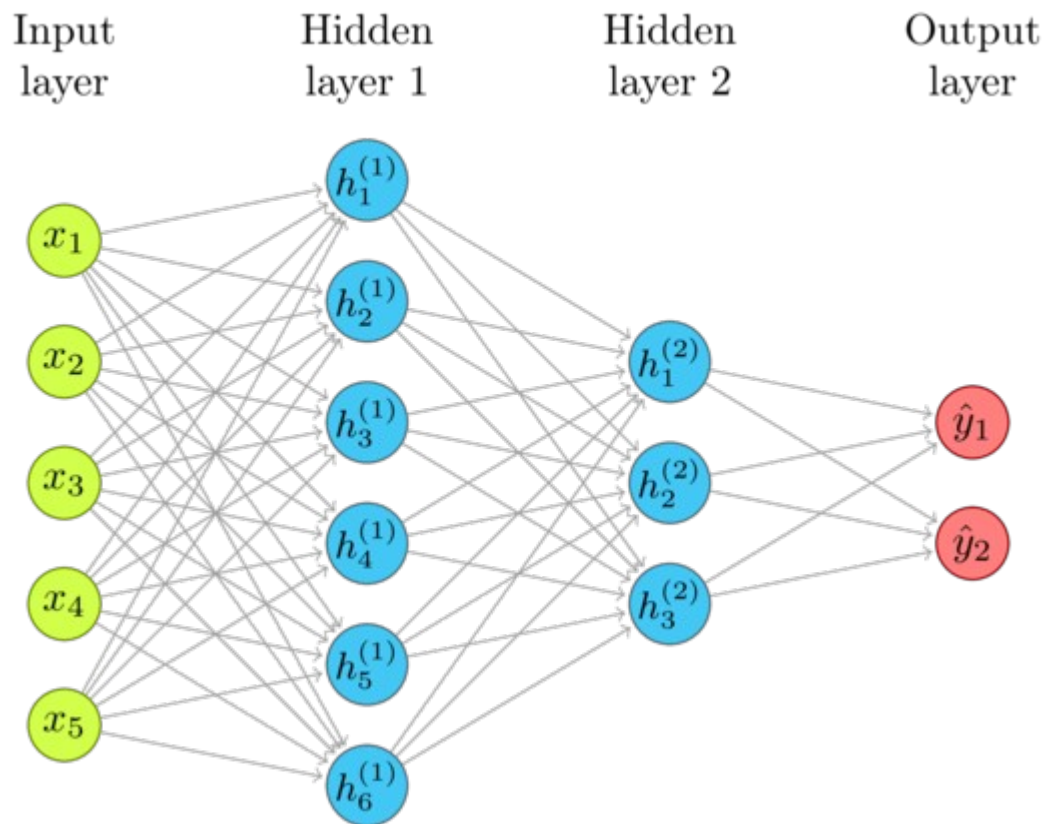 Input
layer
Hidden
layer 1
Hidden
layer 2
Output
layer
x₁
x₂
x₃
x₄
x₅
h₁⁽¹⁾
h₂⁽¹⁾
h₃⁽¹⁾
h₄⁽¹⁾
h₅⁽¹⁾
h₆⁽¹⁾
h₁⁽²⁾
h₂⁽²⁾
h₃⁽²⁾
ŷ₁
ŷ₂